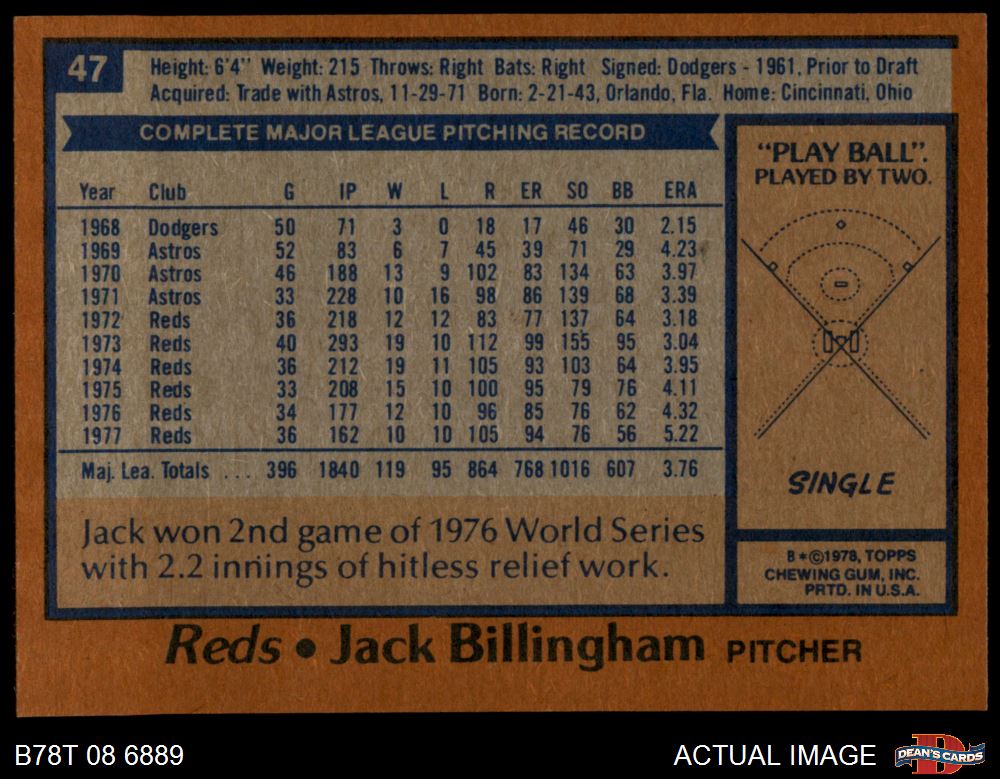 47
Height: 6'4" Weight: 215 Throws: Right Bats: Right Signed: Dodgers - 1961, Prior to Draft
Acquired: Trade with Astros, 11-29-71 Born: 2-21-43, Orlando, Fla. Home: Cincinnati, Ohio
COMPLETE MAJOR LEAGUE PITCHING RECORD
Year Club G IP W L R ER SO BB ERA
1968 Dodgers 50 71 3 0 18 17 46 30 2.15
1969 Astros 52 83 6 7 45 39 71 29 4.23
1970 Astros 46 188 13 9 102 83 134 63 3.97
1971 Astros 33 228 10 16 98 86 139 68 3.39
1972 Reds 36 218 12 12 83 77 137 64 3.18
1973 Reds 40 293 19 10 112 99 155 95 3.04
1974 Reds 36 212 19 11 105 93 103 64 3.95
1975 Reds 33 208 15 10 100 95 79 76 4.11
1976 Reds 34 177 12 10 96 85 76 62 4.32
1977 Reds 36 162 10 10 105 94 76 56 5.22
Maj. Lea. Totals ... 396 1840 119 95 864 768 1016 607 3.76
Jack won 2nd game of 1976 World Series
with 2.2 innings of hitless relief work.
"PLAY BALL".
PLAYED BY TWO.
SINGLE
B*©1978, TOPPS
CHEWING GUM, INC.
PRTD. IN U.S.A.
Reds • Jack Billingham PITCHER
B78T 08 6889
ACTUAL IMAGE
DEAN'S CARDS